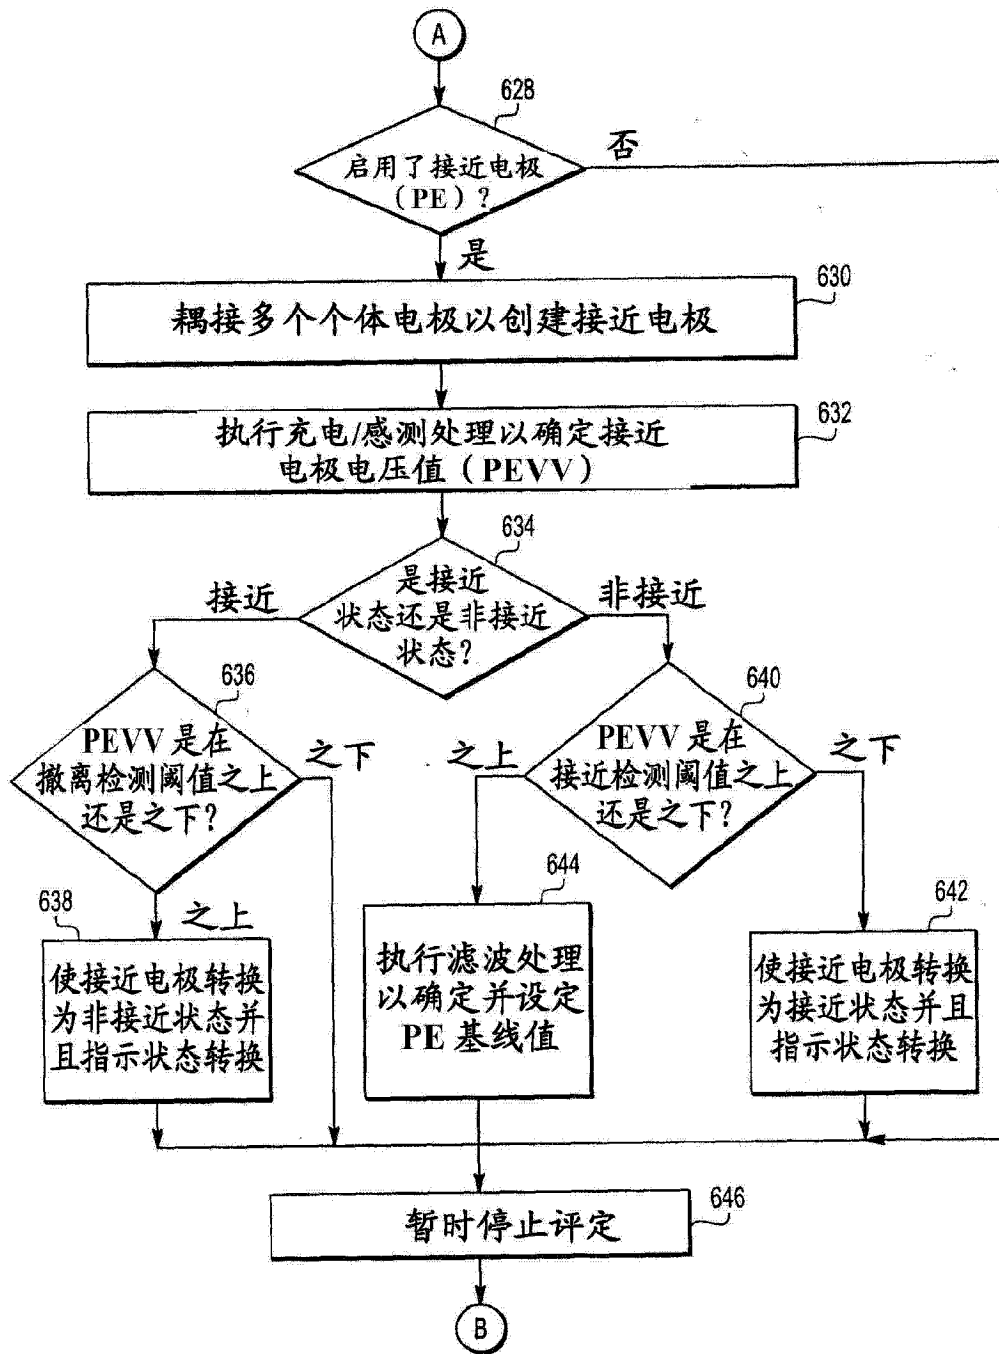 A
628
启用了接近电极
（PE）？
否
是
630
耦接多个个体电极以创建接近电极
632
执行充电/感测处理以确定接近
电极电压值（PEVV）
634
是接近
状态还是非接近
状态？
接近
非接近
636
PEVV 是在
撤离检测阈值之上
还是之下？
之下
640
PEVV 是在
接近检测阈值之上
还是之下？
之上
之下
638
之上
使接近电极转换
为非接近状态并
且指示状态转换
644
执行滤波处理
以确定并设定
PE 基线值
642
使接近电极转换
为接近状态并且
指示状态转换
646
暂时停止评定
B